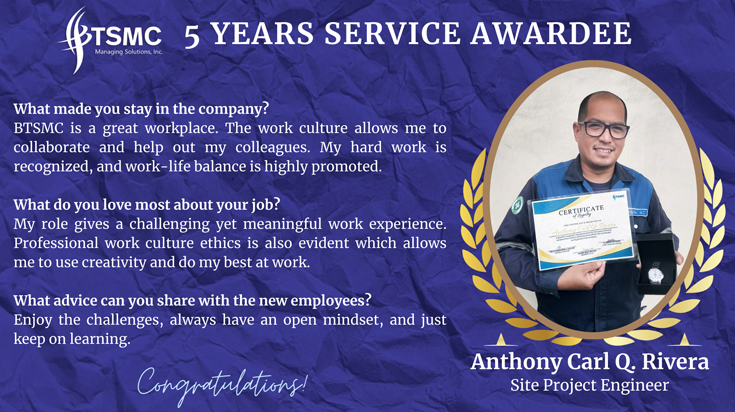 BTSMC
Managing Solutions, Inc.
5 YEARS SERVICE AWARDEE
What made you stay in the company?
BTSMC is a great workplace. The work culture allows me to
collaborate and help out my colleagues. My hard work is
recognized, and work-life balance is highly promoted.
What do you love most about your job?
My role gives a challenging yet meaningful work experience.
Professional work culture ethics is also evident which allows
me to use creativity and do my best at work.
What advice can you share with the new employees?
Enjoy the challenges, always have an open mindset, and just
keep on learning.
Congratulations!
CERTIFICATE
of Loyalty
Anthony Carl Q. Rivera
Site Project Engineer